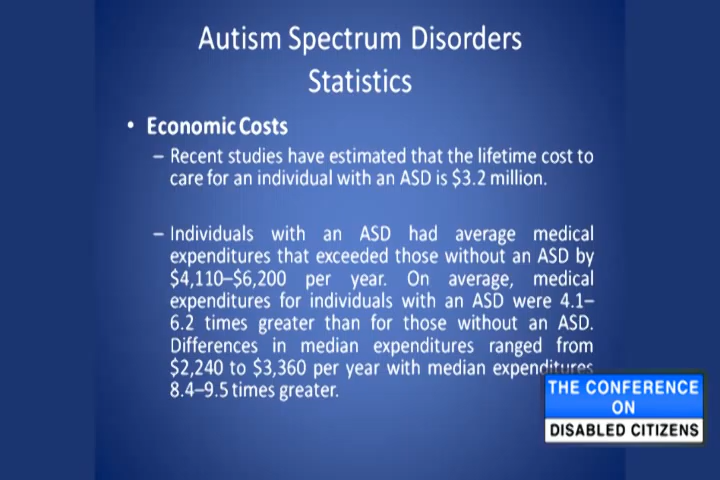 Autism Spectrum Disorders
Statistics
• Economic Costs
– Recent studies have estimated that the lifetime cost to
care for an individual with an ASD is $3.2 million.
– Individuals with an ASD had average medical
expenditures that exceeded those without an ASD by
$4,110–$6,200 per year. On average, medical
expenditures for individuals with an ASD were 4.1–
6.2 times greater than for those without an ASD.
Differences in median expenditures ranged from
$2,240 to $3,360 per year with median expenditures
8.4–9.5 times greater.
THE CONFERENCE
ON
DISABLED CITIZENS